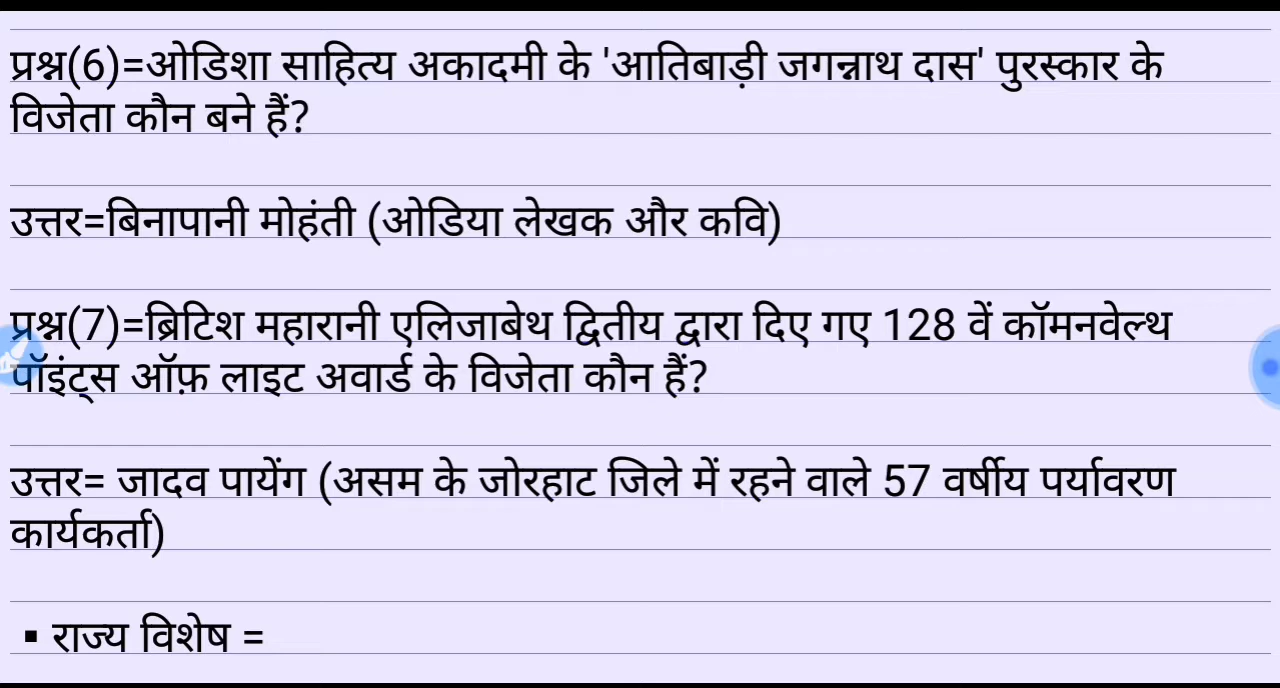 प्रश्न(6)=ओडिशा साहित्य अकादमी के 'आतिबाड़ी जगन्नाथ दास' पुरस्कार के
विजेता कौन बने हैं?
उत्तर=बिनापानी मोहंती (ओडिया लेखक और कवि)
प्रश्न(7)=ब्रिटिश महारानी एलिजाबेथ द्वितीय द्वारा दिए गए 128 वें कॉमनवेल्थ
पॉइंट्स ऑफ़ लाइट अवार्ड के विजेता कौन हैं?
उत्तर= जादव पायेंग (असम के जोरहाट जिले में रहने वाले 57 वर्षीय पर्यावरण
कार्यकर्ता)
▪ राज्य विशेष =